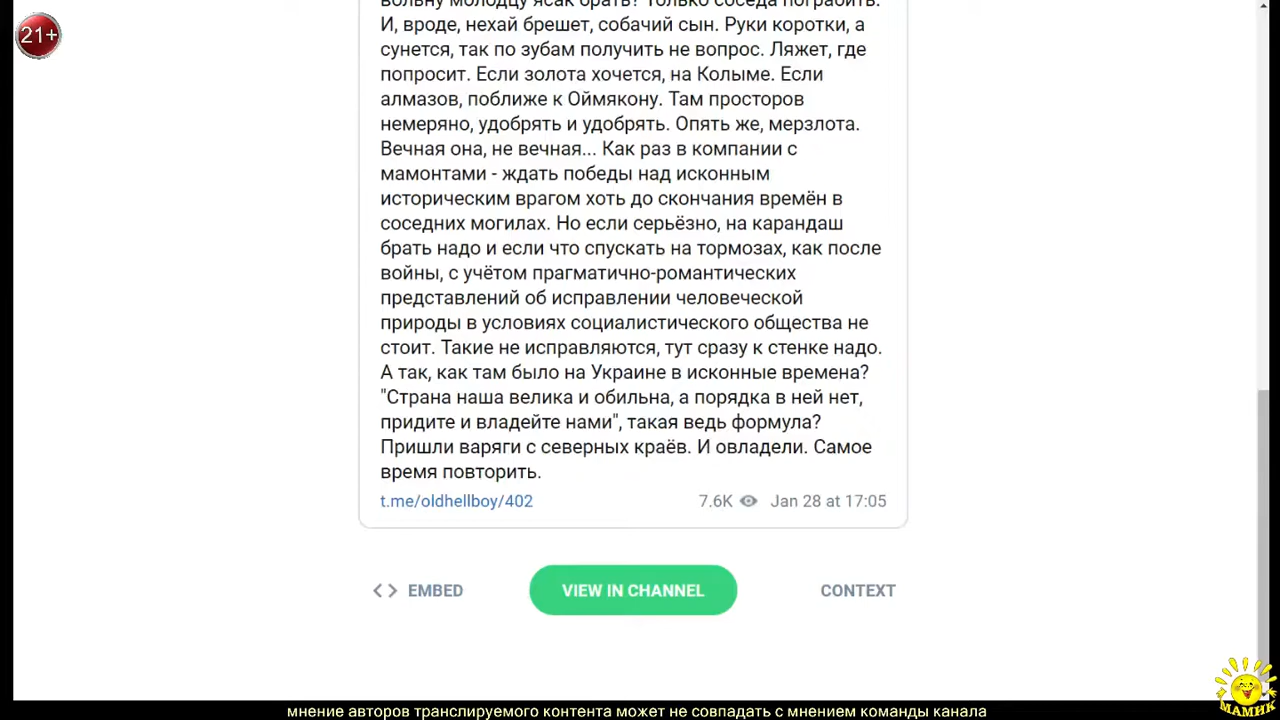 вольну молодцу ясак брать? Только соседа пограбить.
И, вроде, нехай брешет, собачий сын. Руки коротки, а
сунется, так по зубам получить не вопрос. Ляжет, где
попросит. Если золота хочется, на Колыме. Если
алмазов, поближе к Оймякону. Там просторов
немеряно, удобрять и удобрять. Опять же, мерзлота.
Вечная она, не вечная... Как раз в компании с
мамонтами - ждать победы над исконным
историческим врагом хоть до скончания времён в
соседних могилах. Но если серьёзно, на карандаш
брать надо и если что спускать на тормозах, как после
войны, с учётом прагматично-романтических
представлений об исправлении человеческой
природы в условиях социалистического общества не
стоит. Такие не исправляются, тут сразу к стенке надо.
А так, как там было на Украине в исконные времена?
"Страна наша велика и обильна, а порядка в ней нет,
придите и владейте нами", такая ведь формула?
Пришли варяги с северных краёв. И овладели. Самое
время повторить.
t.me/oldhellboy/402 7.6K Jan 28 at 17:05
EMBED VIEW IN CHANNEL CONTEXT
21+
МАМИК
мнение авторов транслируемого контента может не совпадать с мнением команды канала